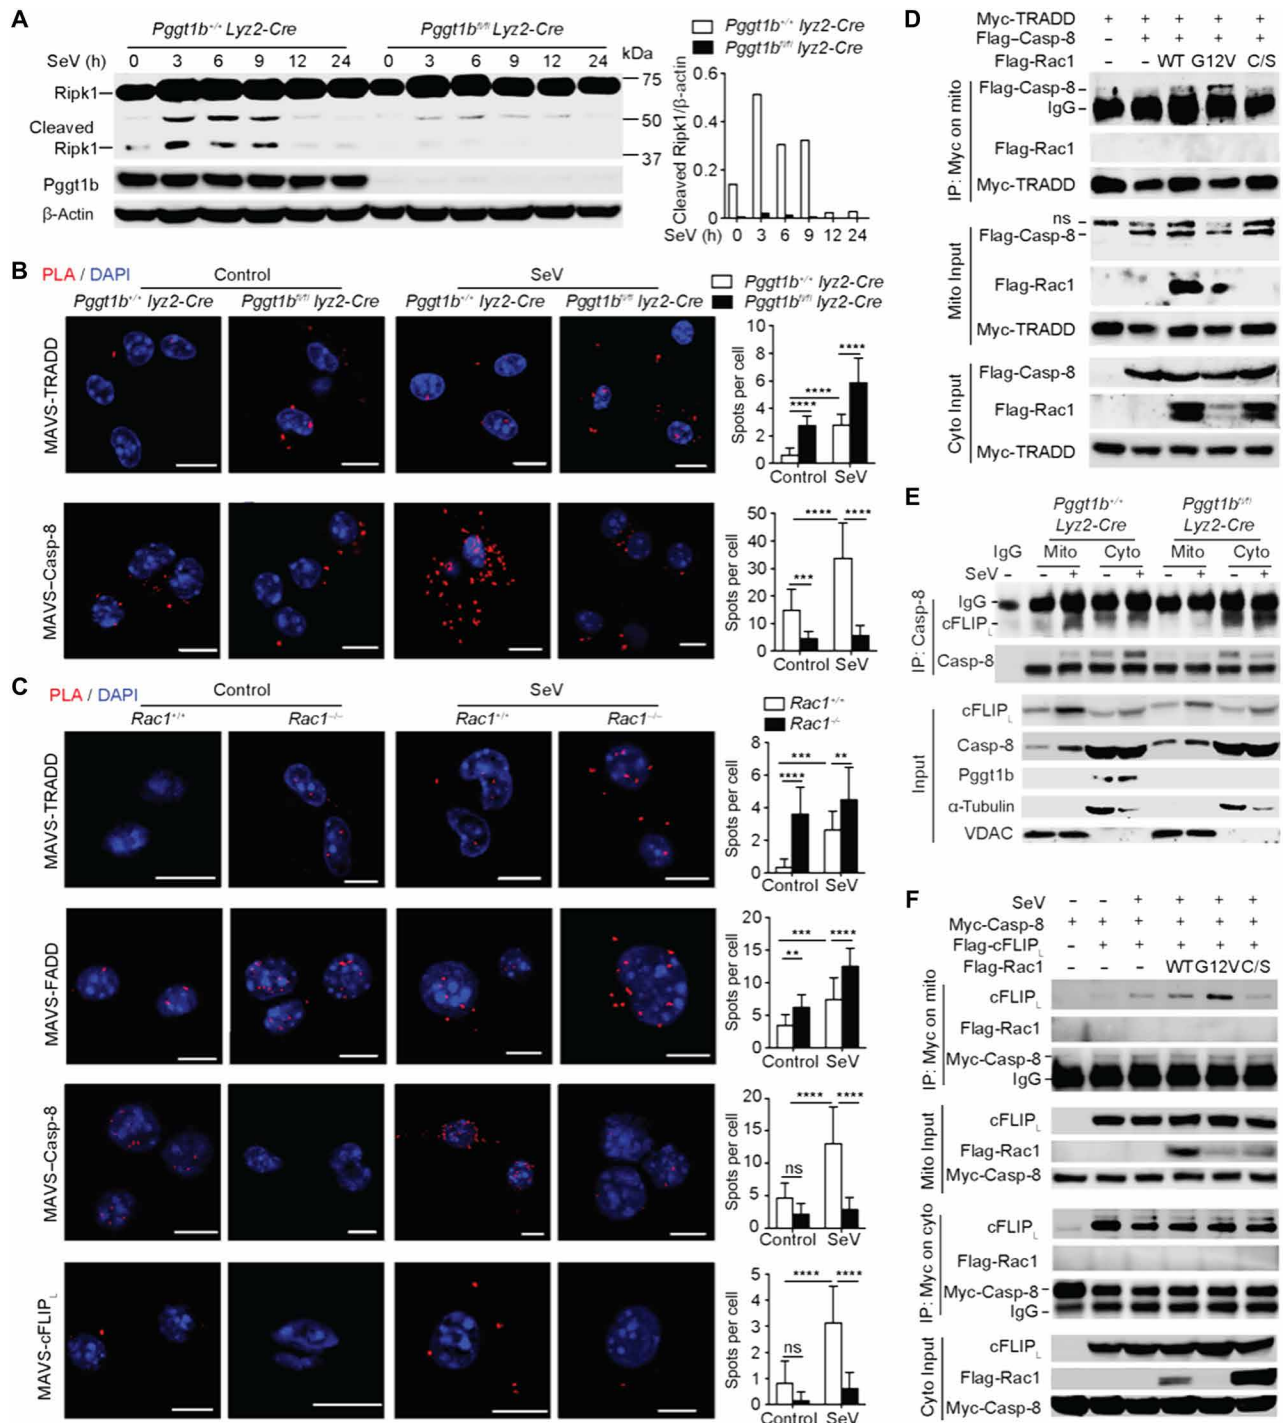 A
Pggt1b+/+ Lyz2-Cre
Pggt1bfl/fl Lyz2-Cre
SeV (h) 0 3 6 9 12 24 0 3 6 9 12 24 kDa
Ripk1
75
50
Cleaved
Ripk1
37
Pggt1b
β-Actin
Pggt1b+/+ lyz2-Cre
Pggt1bfl/fl lyz2-Cre
Cleaved Ripk1/β-actin
0.6
0.4
0.2
0
SeV (h) 0 3 6 9 12 24
B
PLA / DAPI
Control
SeV
Pggt1b+/+ lyz2-Cre
Pggt1bfl/fl lyz2-Cre
Pggt1b+/+ lyz2-Cre
Pggt1bfl/fl lyz2-Cre
Pggt1b+/+ lyz2-Cre
Pggt1bfl/fl lyz2-Cre
MAVS-TRADD
Spots per cell
10
8
6
4
2
0
****
****
****
Control SeV
MAVS–Casp-8
Spots per cell
50
40
30
20
10
0
**** ****
***
Control SeV
C
PLA / DAPI
Control
SeV
Rac1+/+
Rac1−/−
Rac1+/+
Rac1−/−
Rac1+/+
Rac1−/−
MAVS-TRADD
Spots per cell
8
6
4
2
0
*** **
****
Control SeV
MAVS-FADD
Spots per cell
20
15
10
5
0
*** ****
**
Control SeV
MAVS–Casp-8
Spots per cell
20
15
10
5
0
**** ****
ns
Control SeV
MAVS-cFLIPL
Spots per cell
5
4
3
2
1
0
**** ****
ns
Control SeV
D
Myc-TRADD + + + + +
Flag–Casp-8 − + + + +
Flag-Rac1 − − WT G12V C/S
IP: Myc on mito
Flag-Casp-8
IgG
Flag-Rac1
Myc-TRADD
Mito Input
ns
Flag-Casp-8
Flag-Rac1
Myc-TRADD
Cyto Input
Flag-Casp-8
Flag-Rac1
Myc-TRADD
E
Pggt1b+/+
Lyz2-Cre
Pggt1bfl/fl
Lyz2-Cre
IgG Mito Cyto Mito Cyto
SeV − − + − + − + − +
IP: Casp-8
IgG
cFLIPL
Casp-8
Input
cFLIPL
Casp-8
Pggt1b
α-Tubulin
VDAC
F
SeV − − + + + +
Myc-Casp-8 + + + + + +
Flag-cFLIPL − + + + + +
Flag-Rac1 − − − WT G12V C/S
IP: Myc on mito
cFLIPL
Flag-Rac1
Myc-Casp-8
IgG
Mito Input
cFLIPL
Flag-Rac1
Myc-Casp-8
IP: Myc on cyto
cFLIPL
Flag-Rac1
Myc-Casp-8
IgG
Cyto Input
cFLIPL
Flag-Rac1
Myc-Casp-8